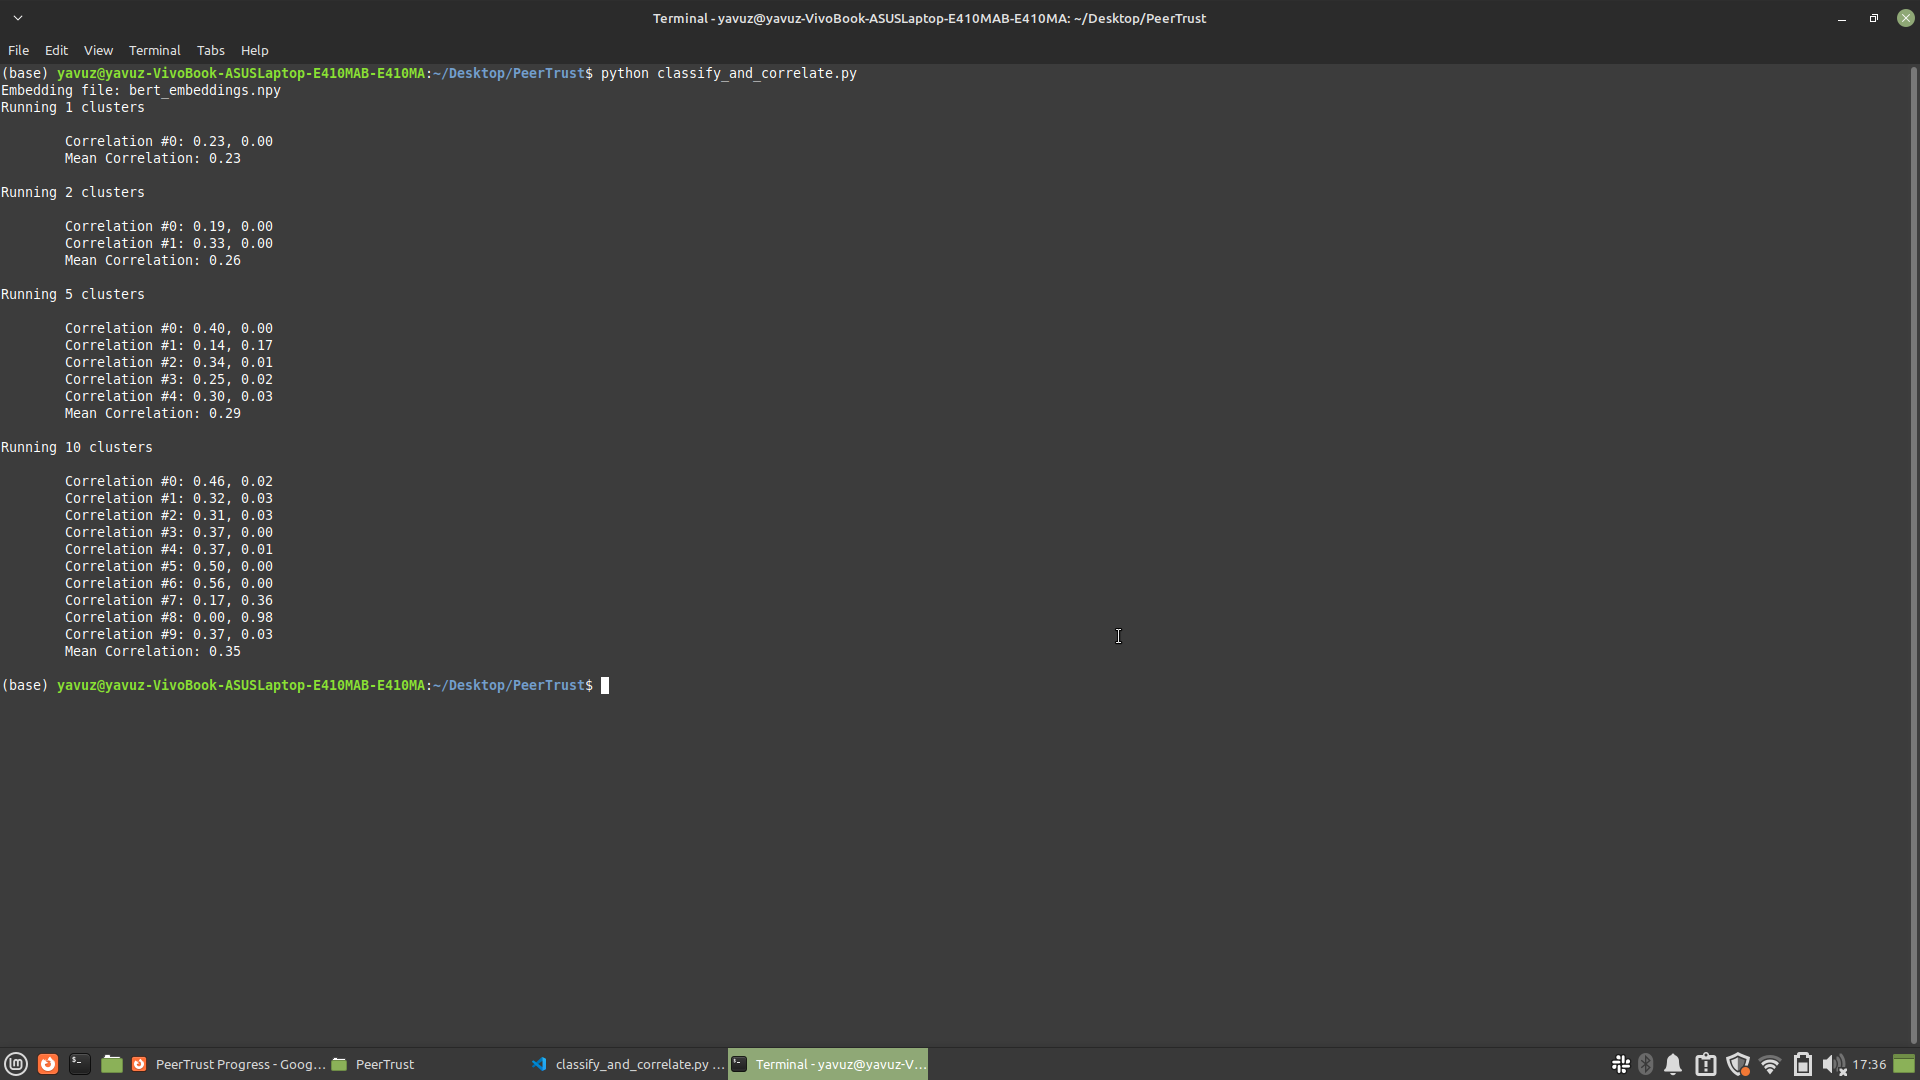 Terminal - yavuz@yavuz-VivoBook-ASUSLaptop-E410MAB-E410MA: ~/Desktop/PeerTrust
File Edit View Terminal Tabs Help
(base) yavuz@yavuz-VivoBook-ASUSLaptop-E410MAB-E410MA:~/Desktop/PeerTrust$ python classify_and_correlate.py
Embedding file: bert_embeddings.npy
Running 1 clusters
Correlation #0: 0.23, 0.00
Mean Correlation: 0.23
Running 2 clusters
Correlation #0: 0.19, 0.00
Correlation #1: 0.33, 0.00
Mean Correlation: 0.26
Running 5 clusters
Correlation #0: 0.40, 0.00
Correlation #1: 0.14, 0.17
Correlation #2: 0.34, 0.01
Correlation #3: 0.25, 0.02
Correlation #4: 0.30, 0.03
Mean Correlation: 0.29
Running 10 clusters
Correlation #0: 0.46, 0.02
Correlation #1: 0.32, 0.03
Correlation #2: 0.31, 0.03
Correlation #3: 0.37, 0.00
Correlation #4: 0.37, 0.01
Correlation #5: 0.50, 0.00
Correlation #6: 0.56, 0.00
Correlation #7: 0.17, 0.36
Correlation #8: 0.00, 0.98
Correlation #9: 0.37, 0.03
Mean Correlation: 0.35
(base) yavuz@yavuz-VivoBook-ASUSLaptop-E410MAB-E410MA:~/Desktop/PeerTrust$
PeerTrust Progress - Goog... PeerTrust classify_and_correlate.py ... Terminal - yavuz@yavuz-V... 17:36